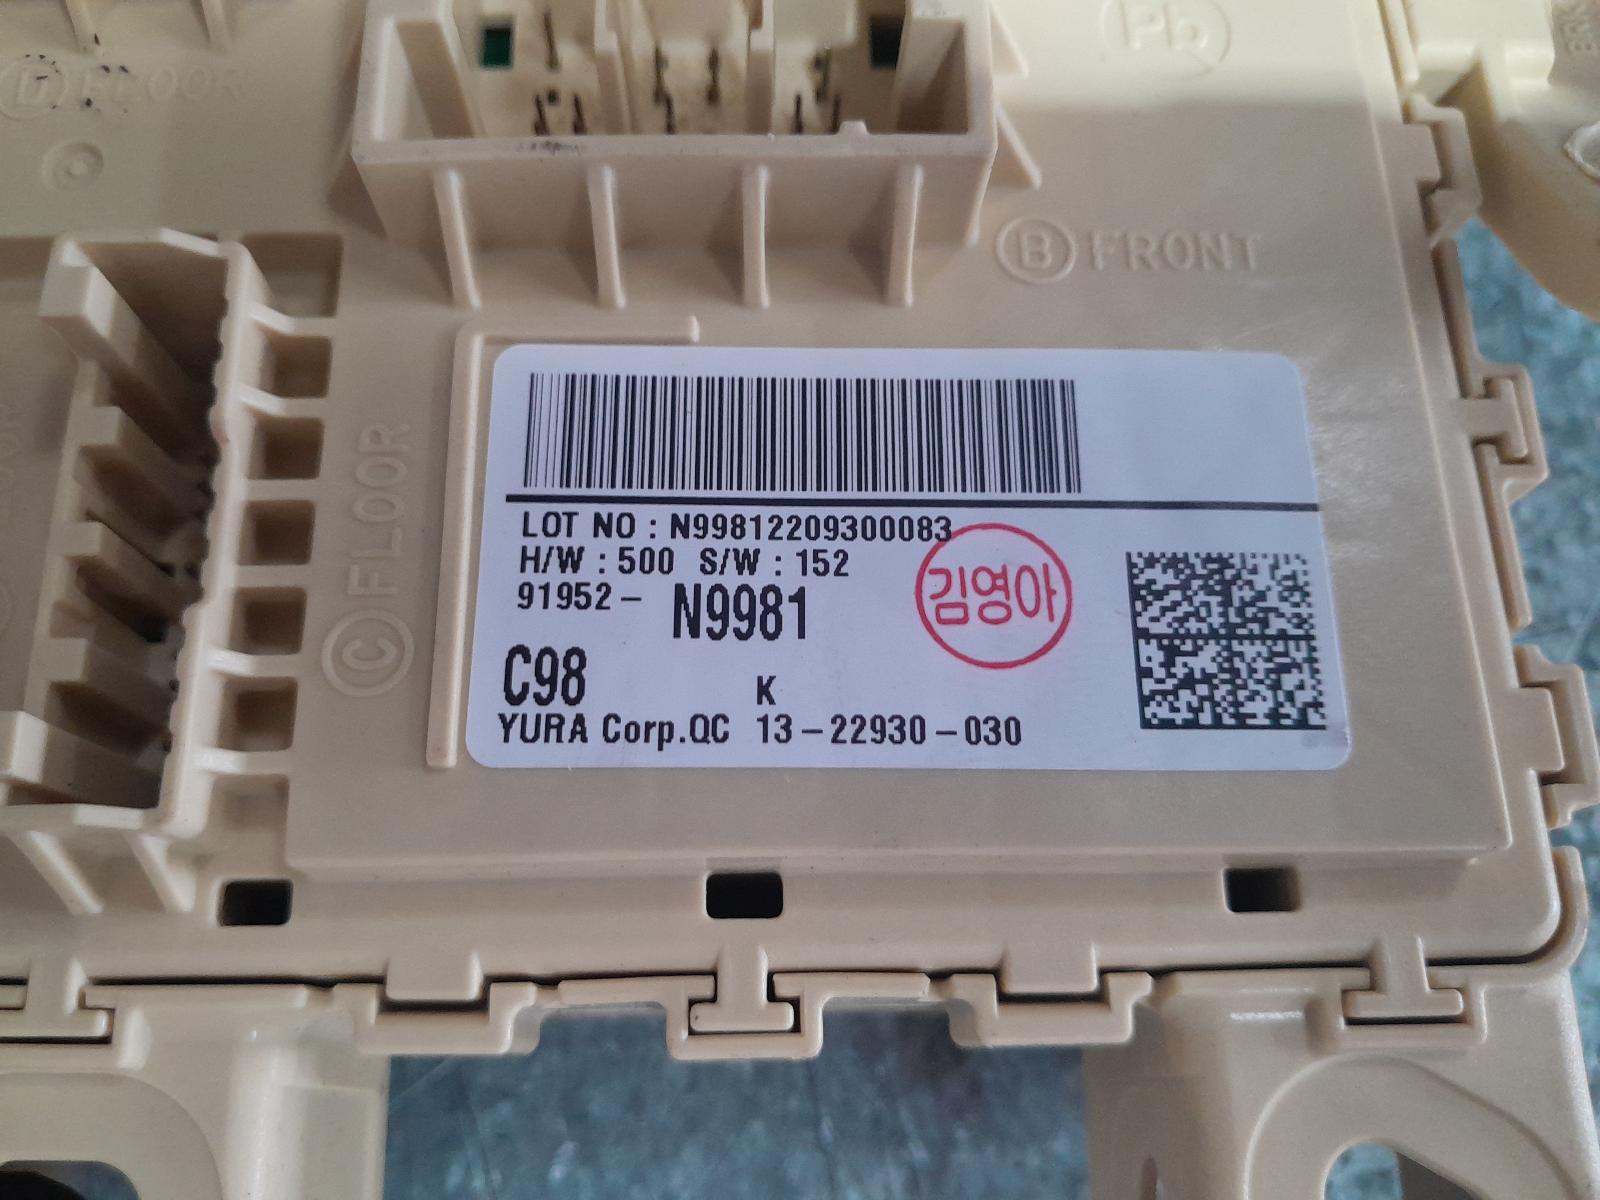 Pb
D FLOOR
B FRONT
C FLOOR
LOT NO : N99812209300083
H/W : 500 S/W : 152
91952- N9981
김영아
C98
K
YURA Corp.QC 13-22930-030